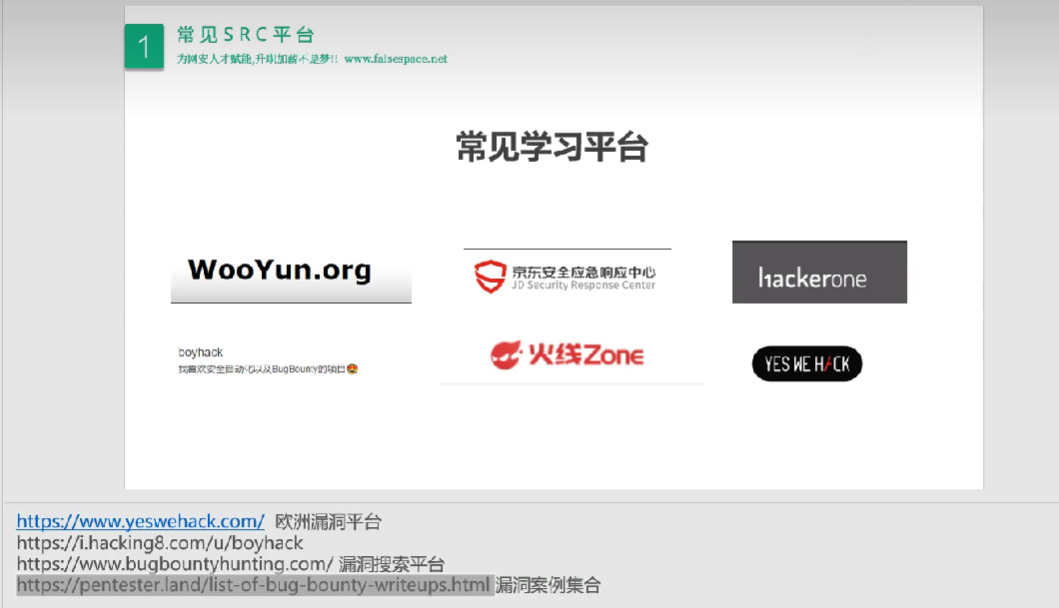 1
常见SRC平台
为网安人才赋能,升职加薪不是梦!! www.falsespace.net
常见学习平台
WooYun.org
京东安全应急响应中心
JD Security Response Center
hackerone
boyhack
我喜欢安全自动化以及BugBounty的项目
火线Zone
YES WE H/CK
https://www.yeswehack.com/ 欧洲漏洞平台
https://i.hacking8.com/u/boyhack
https://www.bugbountyhunting.com/ 漏洞搜索平台
https://pentester.land/list-of-bug-bounty-writeups.html 漏洞案例集合